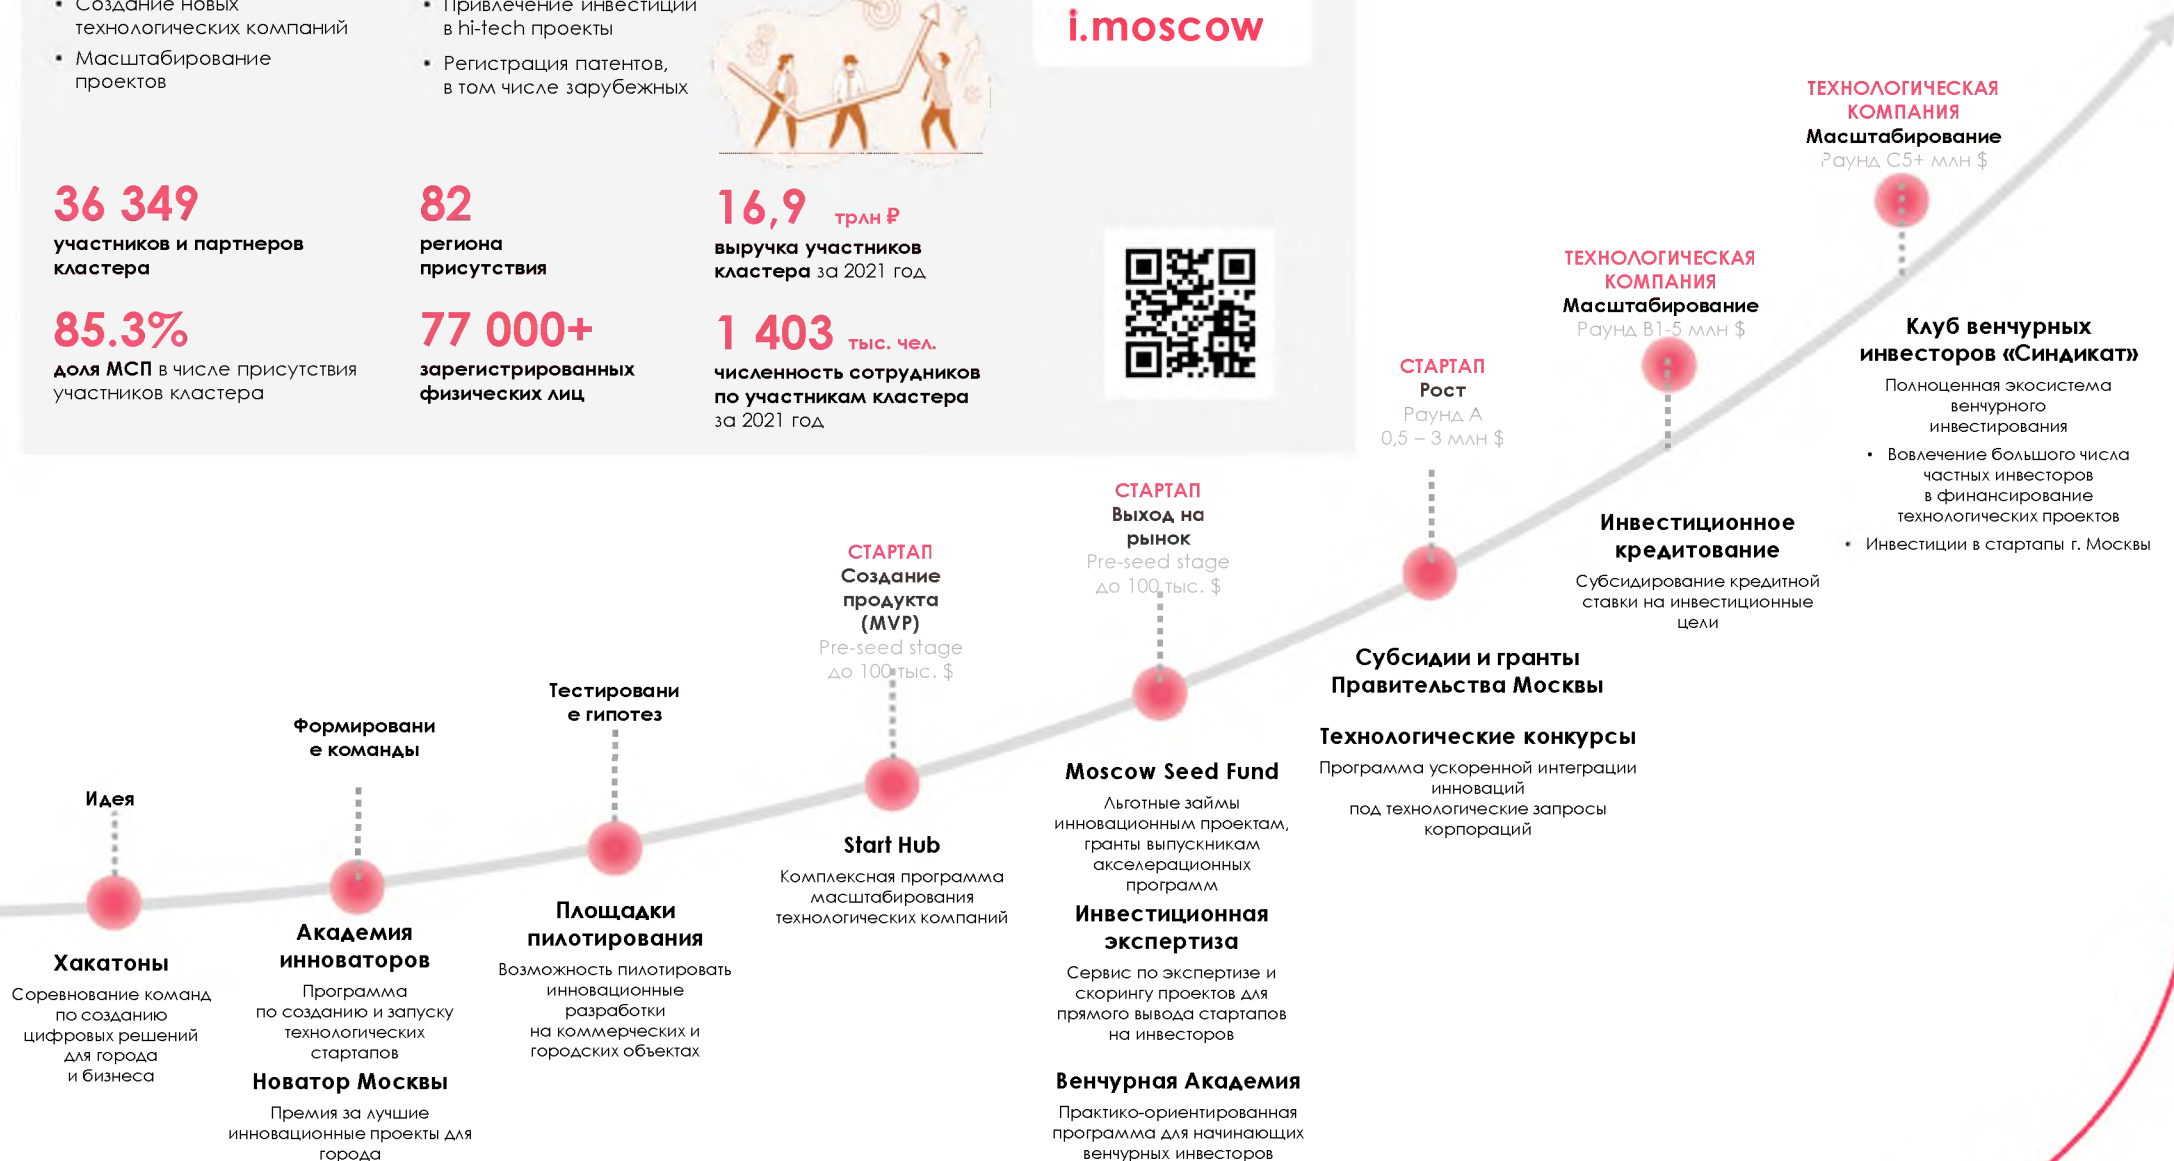 Создание новых
технологических компаний
Масштабирование
проектов
Привлечение инвестиций
в hi-tech проекты
Регистрация патентов,
в том числе зарубежных
i.moscow
36 349
участников и партнеров
кластера
82
региона
присутствия
16,9 трлн ₽
выручка участников
кластера за 2021 год
85.3%
доля МСП в числе присутствия
участников кластера
77 000+
зарегистрированных
физических лиц
1 403 тыс. чел.
численность сотрудников
по участникам кластера
за 2021 год
Идея
Хакатоны
Соревнование команд
по созданию
цифровых решений
для города
и бизнеса
Формировани
е команды
Академия
инноваторов
Программа
по созданию и запуску
технологических
стартапов
Новатор Москвы
Премия за лучшие
инновационные проекты для
города
Тестировани
е гипотез
Площадки
пилотирования
Возможность пилотировать
инновационные
разработки
на коммерческих и
городских объектах
СТАРТАП
Создание
продукта
(MVP)
Pre-seed stage
до 100 тыс. $
Start Hub
Комплексная программа
масштабирования
технологических компаний
СТАРТАП
Выход на
рынок
Pre-seed stage
до 100 тыс. $
Moscow Seed Fund
Льготные займы
инновационным проектам,
гранты выпускникам
акселерационных
программ
Инвестиционная
экспертиза
Сервис по экспертизе и
скорингу проектов для
прямого вывода стартапов
на инвесторов
Венчурная Академия
Практико-ориентированная
программа для начинающих
венчурных инвесторов
СТАРТАП
Рост
Раунд А
0,5 – 3 млн $
Субсидии и гранты
Правительства Москвы
Технологические конкурсы
Программа ускоренной интеграции
инноваций
под технологические запросы
корпораций
ТЕХНОЛОГИЧЕСКАЯ
КОМПАНИЯ
Масштабирование
Раунд B1-5 млн $
Инвестиционное
кредитование
Субсидирование кредитной
ставки на инвестиционные
цели
ТЕХНОЛОГИЧЕСКАЯ
КОМПАНИЯ
Масштабирование
Раунд С5+ млн $
Клуб венчурных
инвесторов «Синдикат»
Полноценная экосистема
венчурного
инвестирования
Вовлечение большого числа
частных инвесторов
в финансирование
технологических проектов
Инвестиции в стартапы г. Москвы